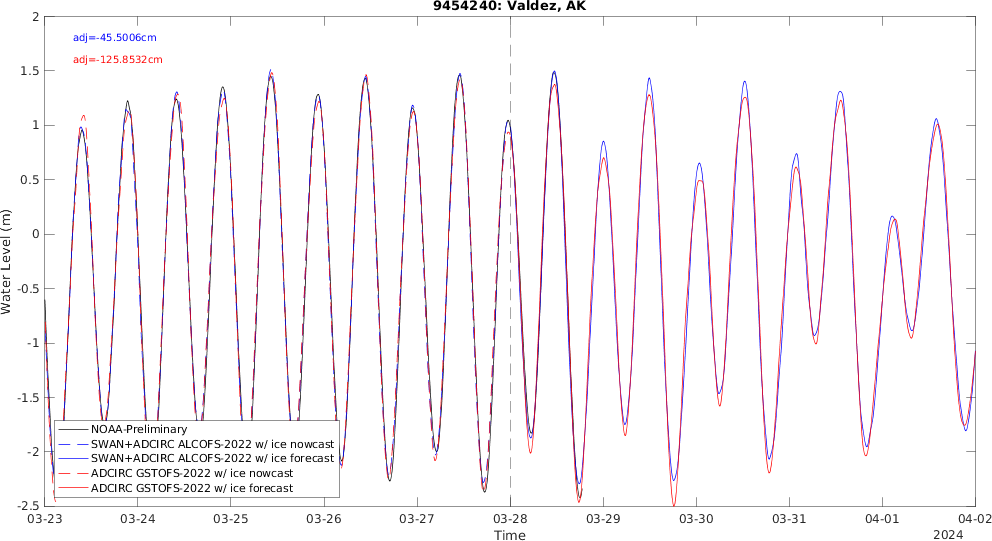 9454240: Valdez, AK
adj=-45.5006cm
adj=-125.8532cm
2
1.5
1
0.5
0
-0.5
-1
-1.5
-2
-2.5
Water Level (m)
NOAA-Preliminary
SWAN+ADCIRC ALCOFS-2022 w/ ice nowcast
SWAN+ADCIRC ALCOFS-2022 w/ ice forecast
ADCIRC GSTOFS-2022 w/ ice nowcast
ADCIRC GSTOFS-2022 w/ ice forecast
03-23 03-24 03-25 03-26 03-27 03-28 03-29 03-30 03-31 04-01 04-02
Time
2024